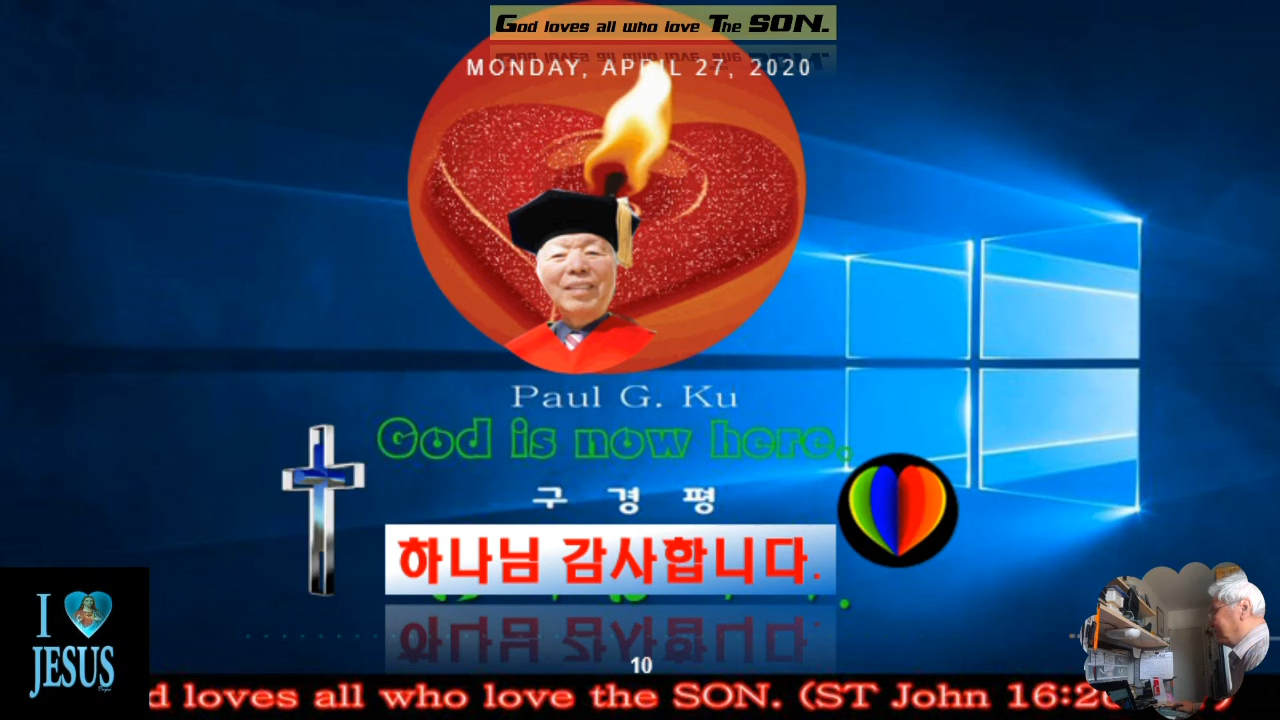 God loves all who love The SON.
MONDAY, APRIL 27, 2020
Paul G. Ku
God is now here.
구 경 평
하나님 감사합니다.
10
I
JESUS
d loves all who love the SON. (ST John 16:2